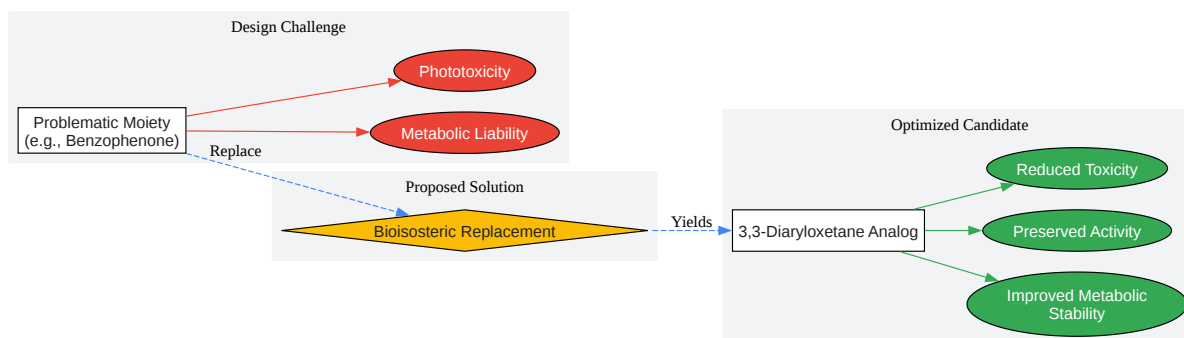 Design Challenge
Phototoxicity
Problematic Moiety
(e.g., Benzophenone)
Metabolic Liability
Replace
Proposed Solution
Bioisosteric Replacement
Yields
Optimized Candidate
Reduced Toxicity
3,3-Diaryloxetane Analog
Preserved Activity
Improved Metabolic
Stability